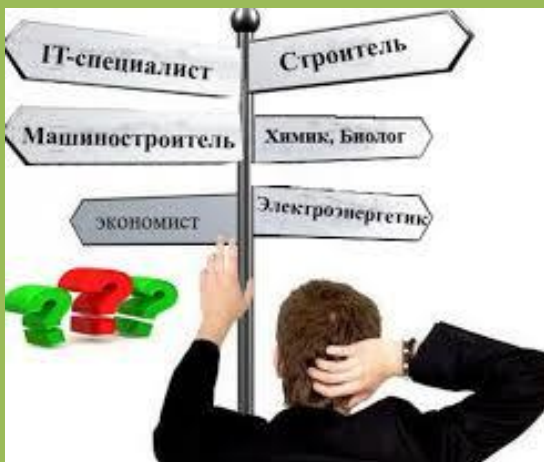 IT-специалист
Строитель
Машиностроитель
Химик, Биолог
экономист
Электроэнергетик
???